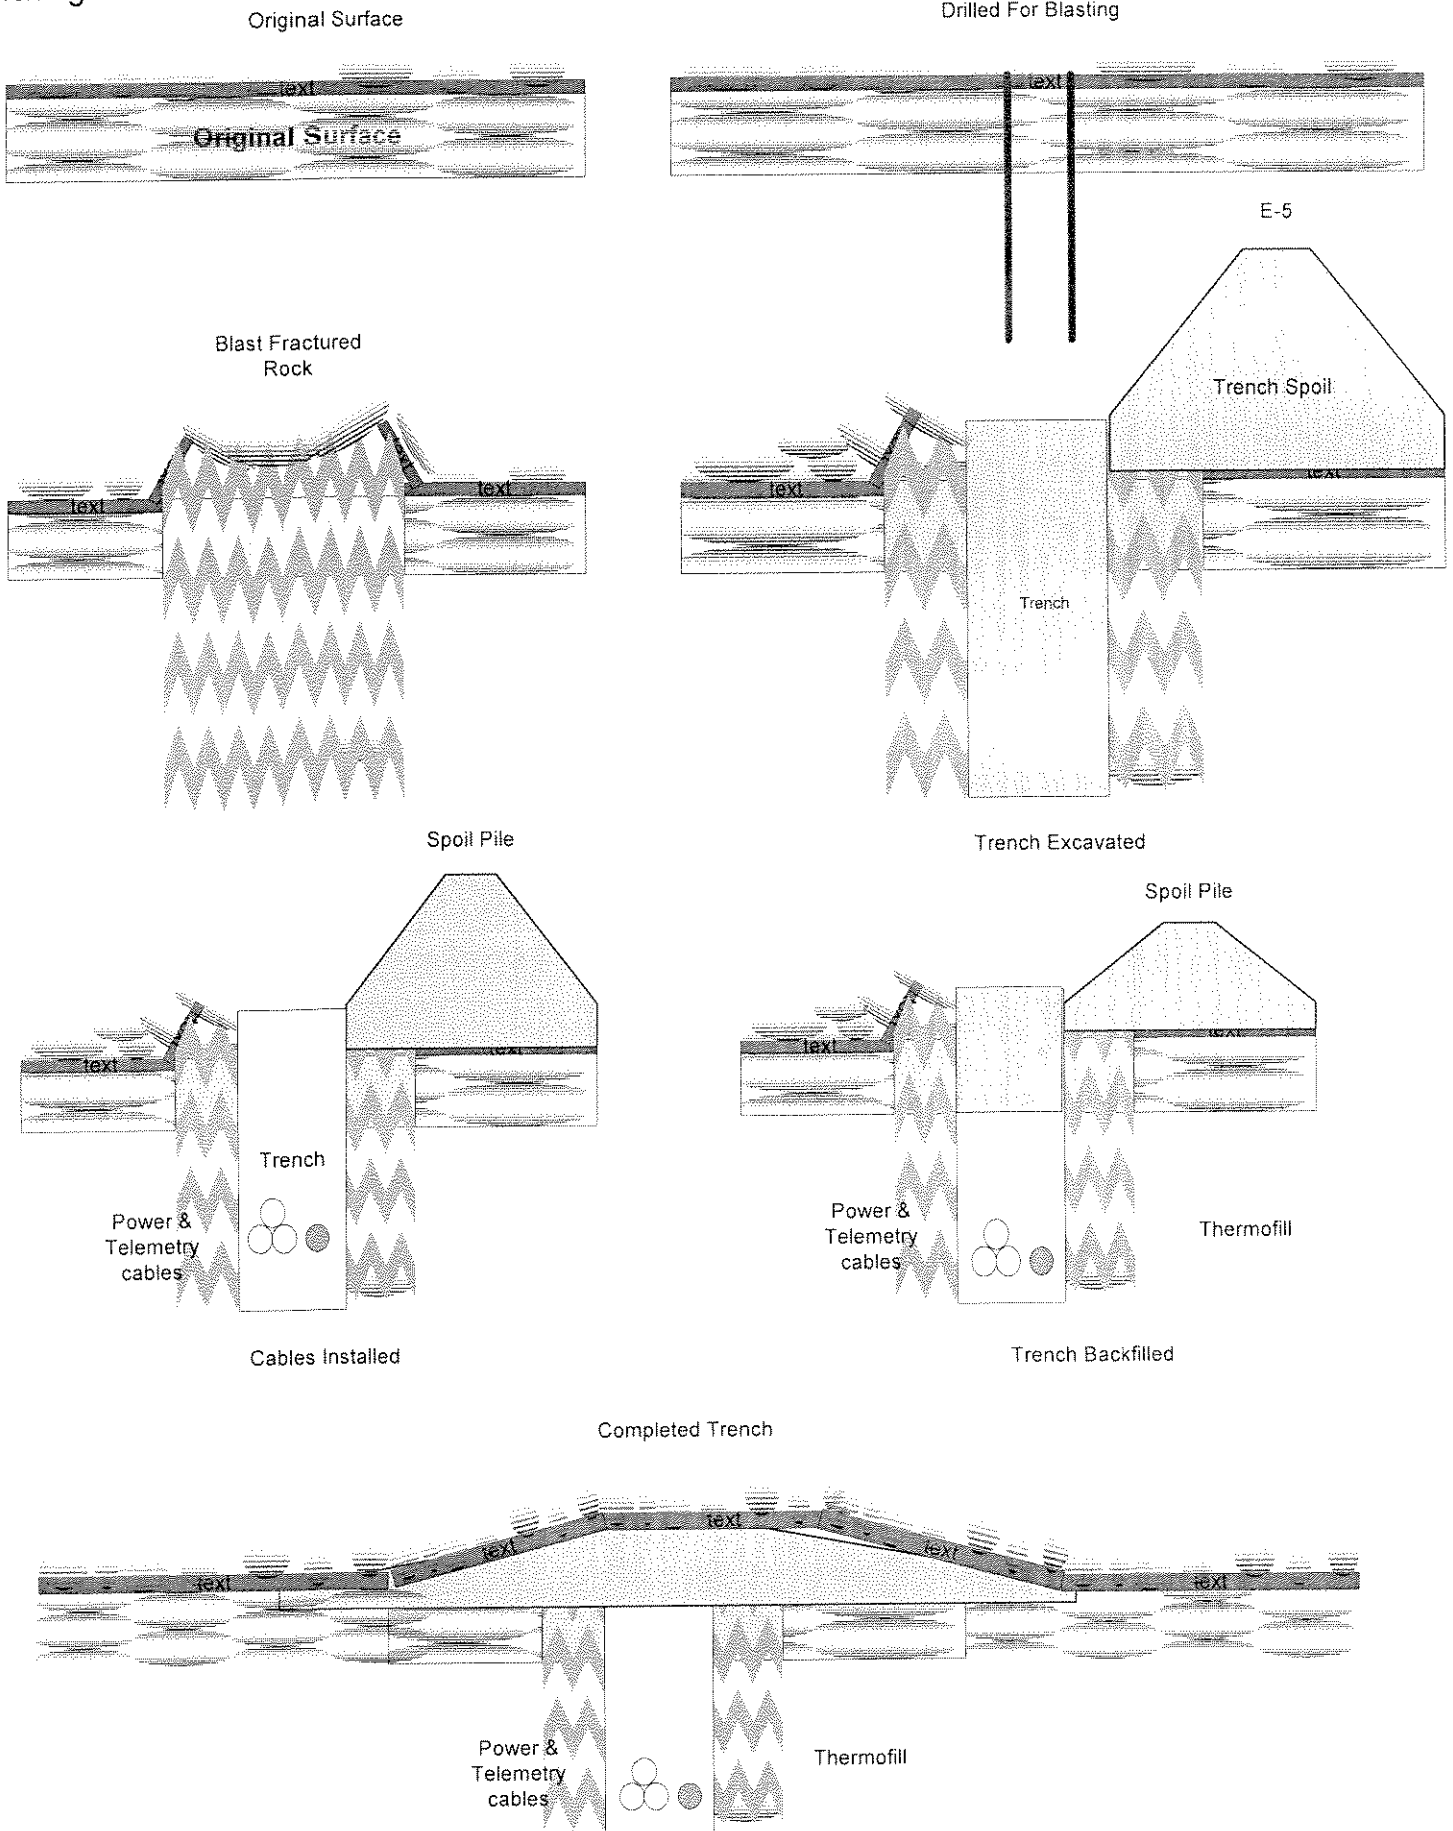 Original Surface
Drilled For Blasting
text
text
Original Surface
E-5
Blast Fractured
Rock
Trench Spoil
text
text
text
text
Trench
Spoil Pile
Trench Excavated
Spoil Pile
text
text
text
text
Trench
Power &
Telemetry
cables
Power &
Telemetry
cables
Thermofill
Cables Installed
Trench Backfilled
Completed Trench
text
text
text
text
text
Power &
Telemetry
cables
Thermofill